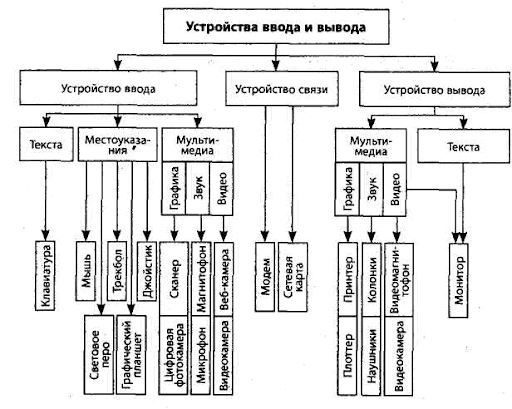 Устройства ввода и вывода
Устройство ввода
Устройство связи
Устройство вывода
Текста
Местоуказа-
ния
Мульти-
медиа
Графика
Звук
Видео
Мульти-
медиа
Графика
Звук
Видео
Текста
Клавиатура
Мышь
Трекбол
Джойстик
Сканер
Магнитофон
Веб-камера
Модем
Сетевая
карта
Принтер
Колонки
Видеомагни-
тофон
Монитор
Световое
перо
Графический
планшет
Цифровая
фотокамера
Микрофон
Видеокамера
Плоттер
Наушники
Видеокамера